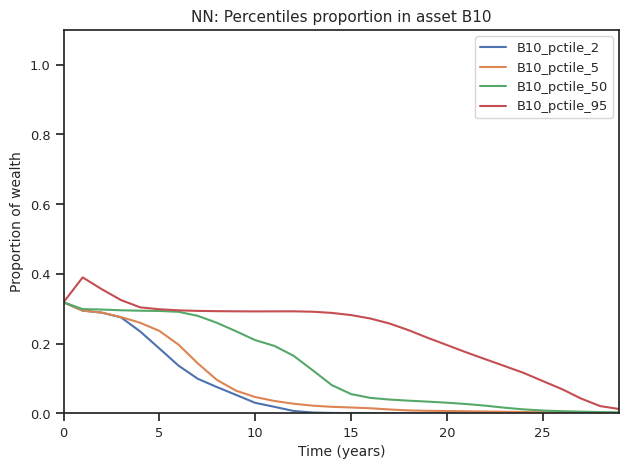 NN: Percentiles proportion in asset B10
B10_pctile_2
B10_pctile_5
B10_pctile_50
B10_pctile_95
Proportion of wealth
1.0
0.8
0.6
0.4
0.2
0.0
0 5 10 15 20 25
Time (years)